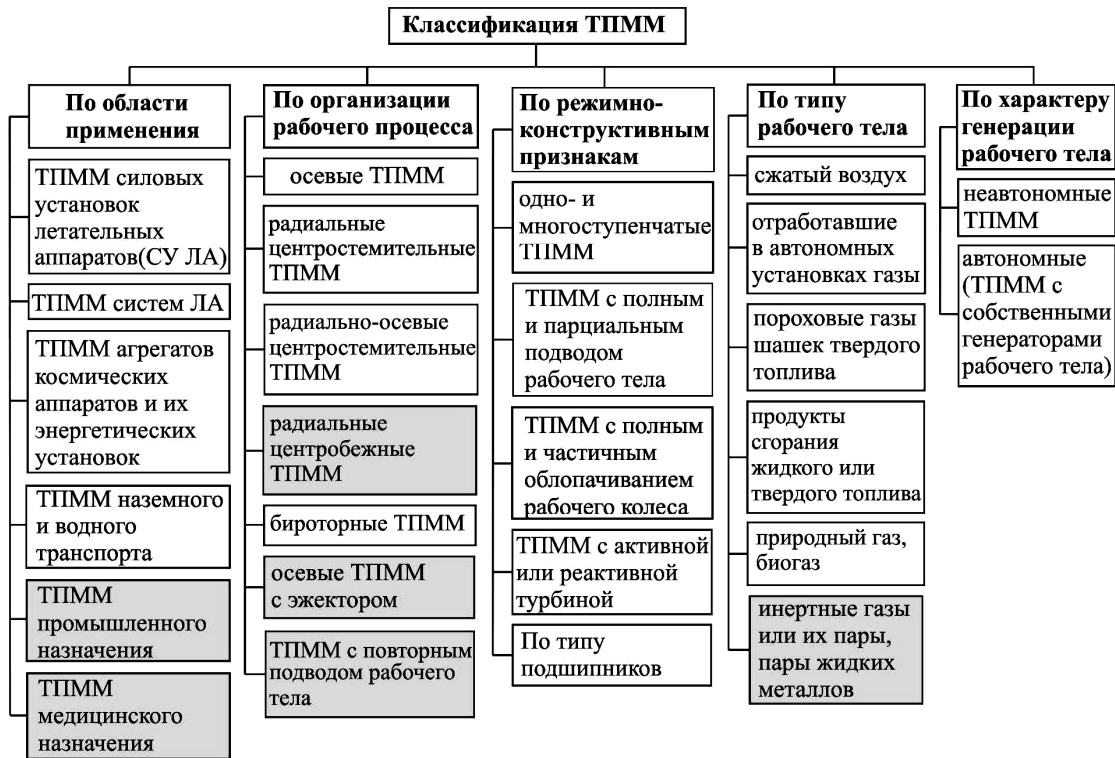 Классификация ТПММ
По области
применения
ТПММ силовых
установок
летательных
аппаратов(СУ ЛА)
ТПММ систем ЛА
ТПММ агрегатов
космических
аппаратов и их
энергетических
установок
ТПММ наземного
и водного
транспорта
ТПММ
промышленного
назначения
ТПММ
медицинского
назначения
По организации
рабочего процесса
осевые ТПММ
радиальные
центростемительные
ТПММ
радиально-осевые
центростемительные
ТПММ
радиальные
центробежные
ТПММ
бироторные ТПММ
осевые ТПММ
с эжектором
ТПММ с повторным
подводом рабочего
тела
По режимно-
конструктивным
признакам
одно- и
многоступенчатые
ТПММ
ТПММ с полным
и парциальным
подводом
рабочего тела
ТПММ с полным
и частичным
облопачиванием
рабочего колеса
ТПММ с активной
или реактивной
турбиной
По типу
подшипников
По типу
рабочего тела
сжатый воздух
отработавшие
в автономных
установках газы
пороховые газы
шашек твердого
топлива
продукты
сгорания
жидкого или
твердого топлива
природный газ,
биогаз
инертные газы
или их пары,
пары жидких
металлов
По характеру
генерации
рабочего тела
неавтономные
ТПММ
автономные
(ТПММ с
собственными
генераторами
рабочего тела)